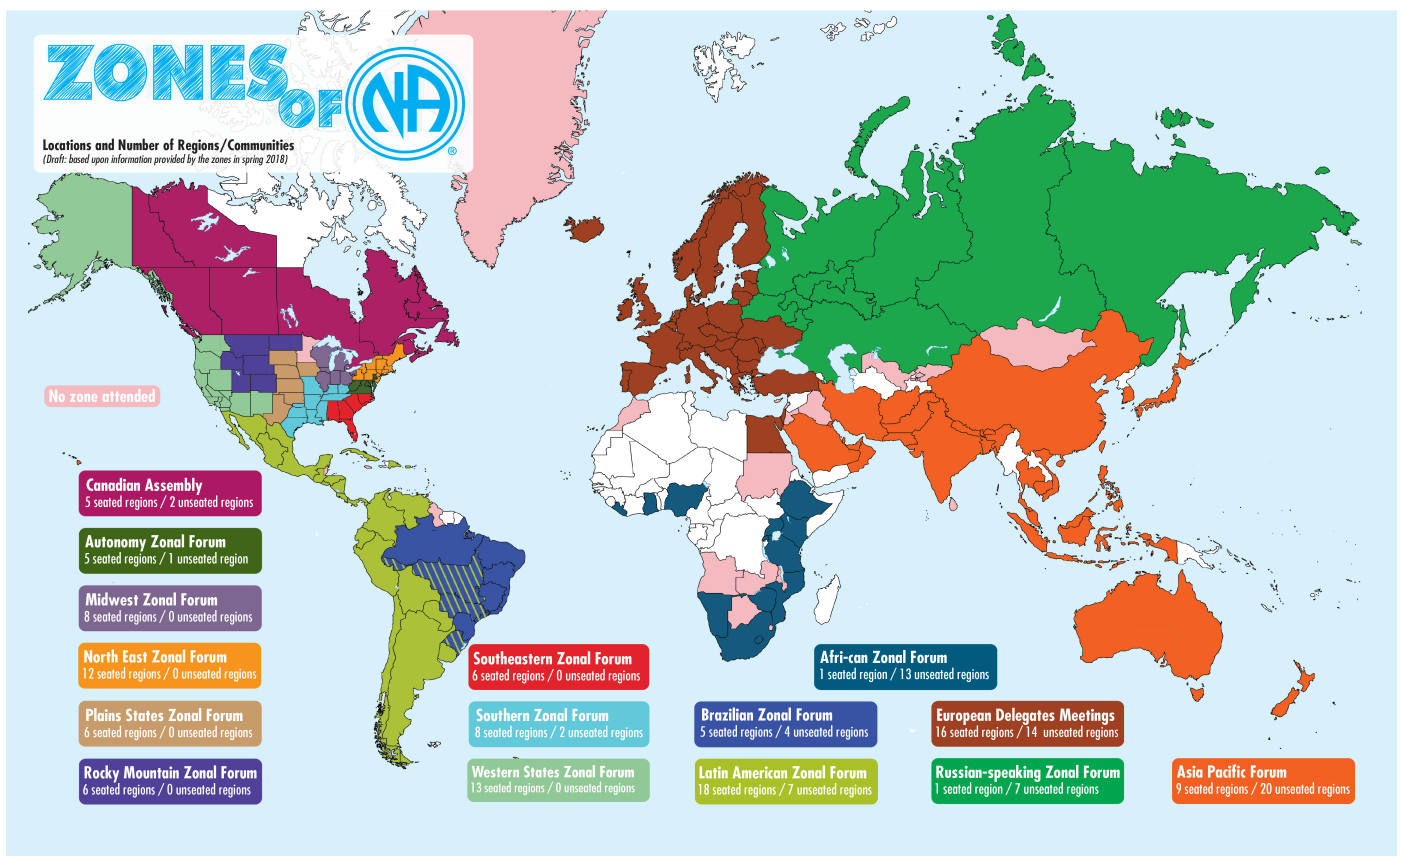 ZONES OF NA ®
Locations and Number of Regions/Communities
(Draft: based upon information provided by the zones in spring 2018)
No zone attended
Canadian Assembly
5 seated regions / 2 unseated regions
Autonomy Zonal Forum
5 seated regions / 1 unseated region
Midwest Zonal Forum
8 seated regions / 0 unseated regions
North East Zonal Forum
12 seated regions / 0 unseated regions
Plains States Zonal Forum
6 seated regions / 0 unseated regions
Rocky Mountain Zonal Forum
6 seated regions / 0 unseated regions
Southeastern Zonal Forum
6 seated regions / 0 unseated regions
Southern Zonal Forum
8 seated regions / 2 unseated regions
Western States Zonal Forum
13 seated regions / 0 unseated regions
Afri-can Zonal Forum
1 seated region / 13 unseated regions
Brazilian Zonal Forum
5 seated regions / 4 unseated regions
Latin American Zonal Forum
18 seated regions / 7 unseated regions
European Delegates Meetings
16 seated regions / 14 unseated regions
Russian-speaking Zonal Forum
1 seated region / 7 unseated regions
Asia Pacific Forum
9 seated regions / 20 unseated regions